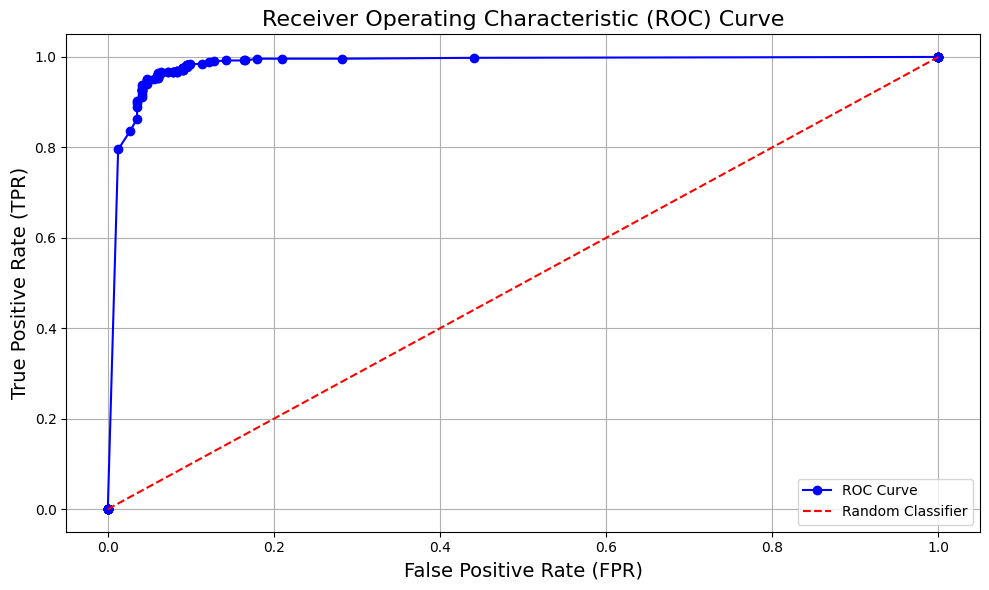 Receiver Operating Characteristic (ROC) Curve
True Positive Rate (TPR)
1.0
0.8
0.6
0.4
0.2
0.0
ROC Curve
Random Classifier
0.0 0.2 0.4 0.6 0.8 1.0
False Positive Rate (FPR)